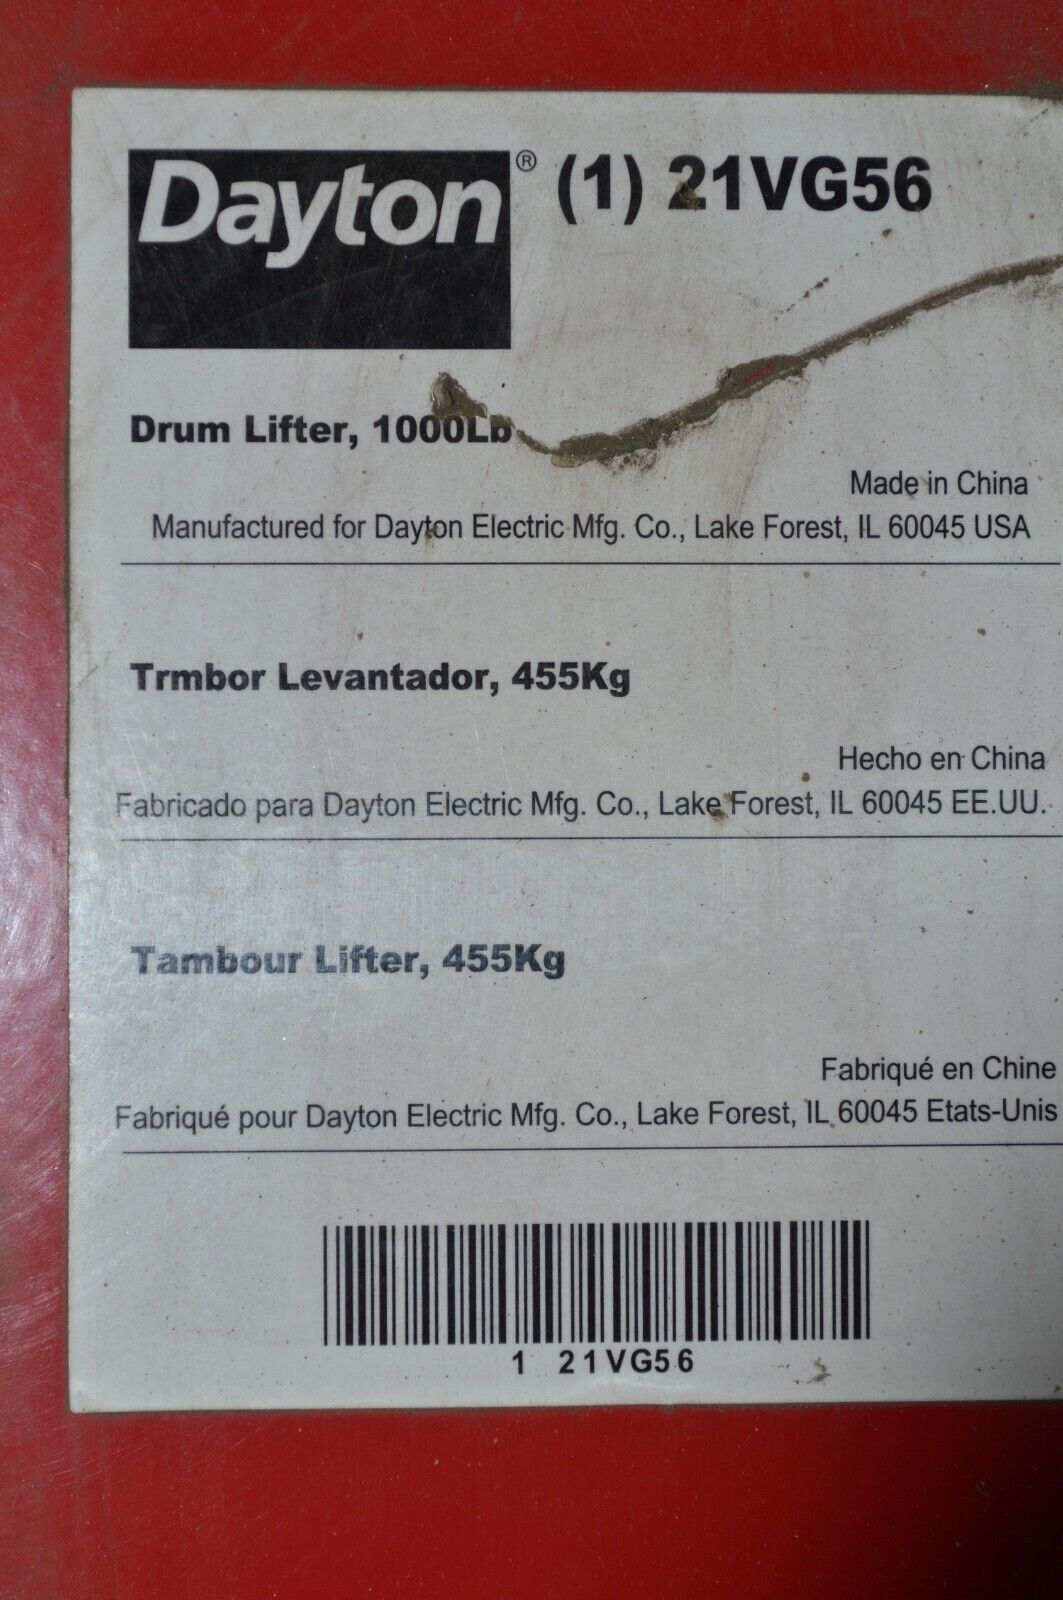 Dayton® (1) 21VG56
Drum Lifter, 1000Lb
Made in China
Manufactured for Dayton Electric Mfg. Co., Lake Forest, IL 60045 USA
Trmbor Levantador, 455Kg
Hecho en China
Fabricado para Dayton Electric Mfg. Co., Lake Forest, IL 60045 EE.UU.
Tambour Lifter, 455Kg
Fabriqué en Chine
Fabriqué pour Dayton Electric Mfg. Co., Lake Forest, IL 60045 Etats-Unis
1 21VG56